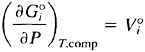 (∂G_i^o / ∂P)_{T,comp} = V_i^o